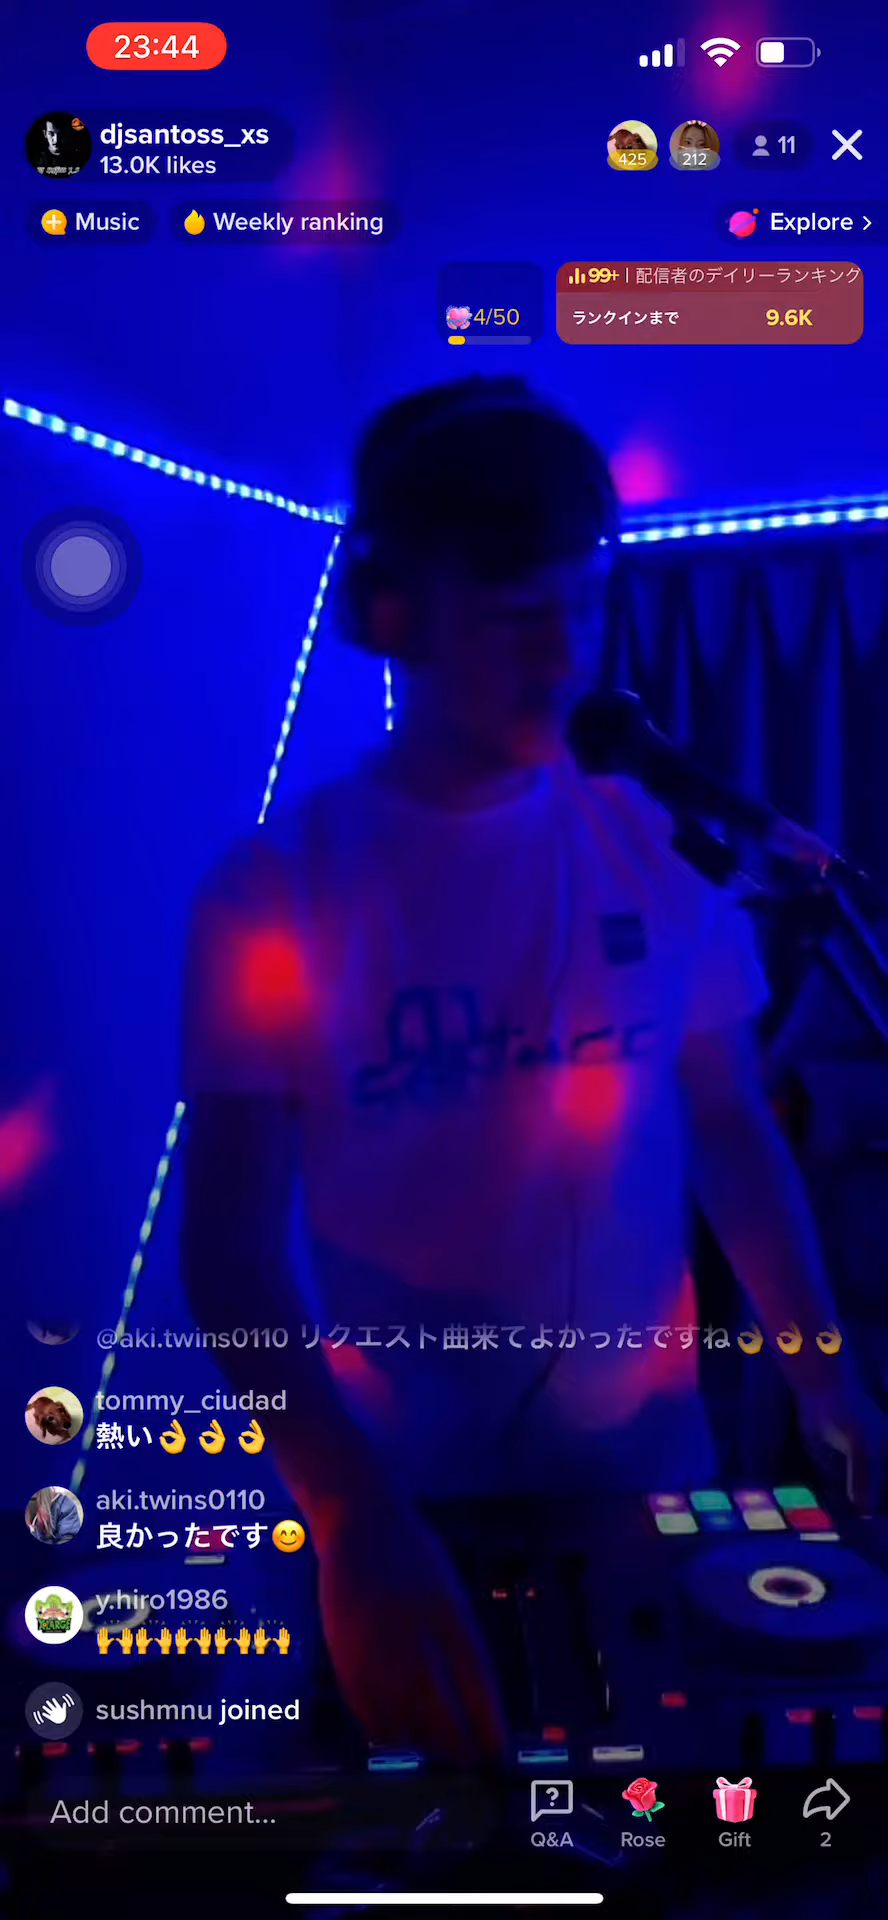 23:44
djsantoss_xs
13.0K likes
425
212
11
Music
Weekly ranking
Explore >
4/50
99+ | 配信者のデイリーランキング
ランクインまで 9.6K
@aki.twins0110 リクエスト曲来てよかったですね👌👌👌
tommy_ciudad
熱い👌👌👌
aki.twins0110
良かったです😊
y.hiro1986
🙌🙌🙌🙌🙌
sushmnu joined
Add comment...
Q&A
Rose
Gift
2